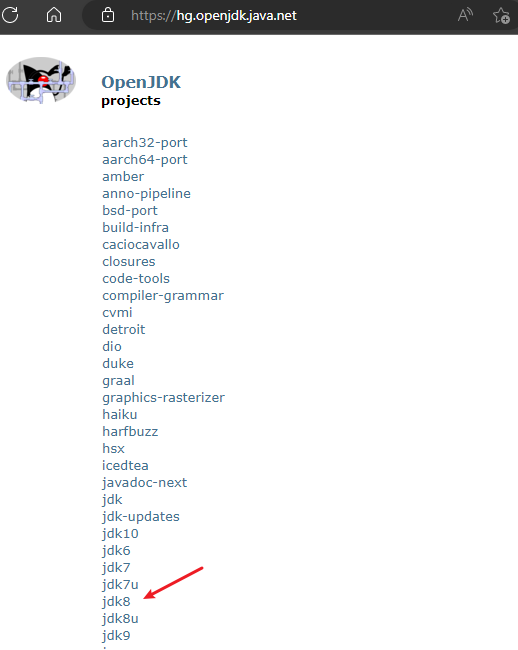 https://hg.openjdk.java.net
OpenJDK
projects
aarch32-port
aarch64-port
amber
anno-pipeline
bsd-port
build-infra
caciocavallo
closures
code-tools
compiler-grammar
cvmi
detroit
dio
duke
graal
graphics-rasterizer
haiku
harfbuzz
hsx
icedtea
javadoc-next
jdk
jdk-updates
jdk10
jdk6
jdk7
jdk7u
jdk8
jdk8u
jdk9